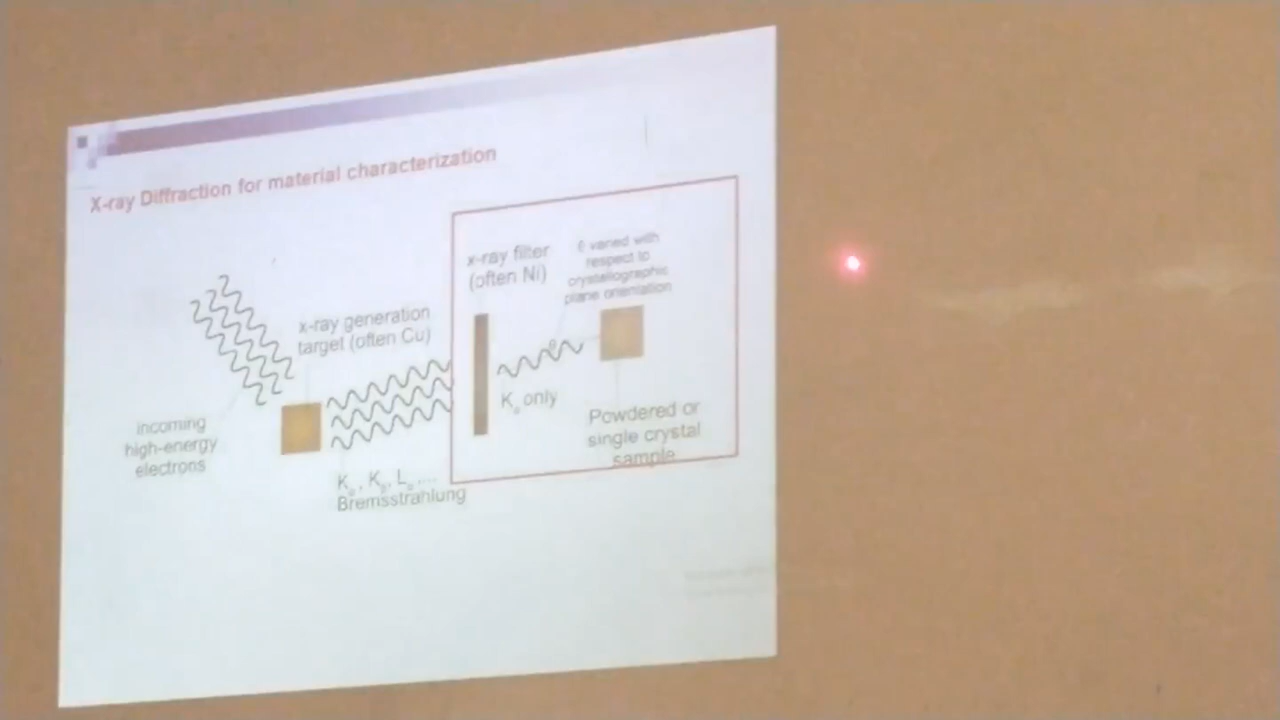 X-ray Diffraction for material characterization
x-ray filter
(often Ni)
θ varied with
respect to
crystallographic
plane orientation
x-ray generation
target (often Cu)
θ
Kα only
incoming
high-energy
electrons
Powdered or
single crystal
sample
Kα, Kβ, Lα,...
Bremsstrahlung